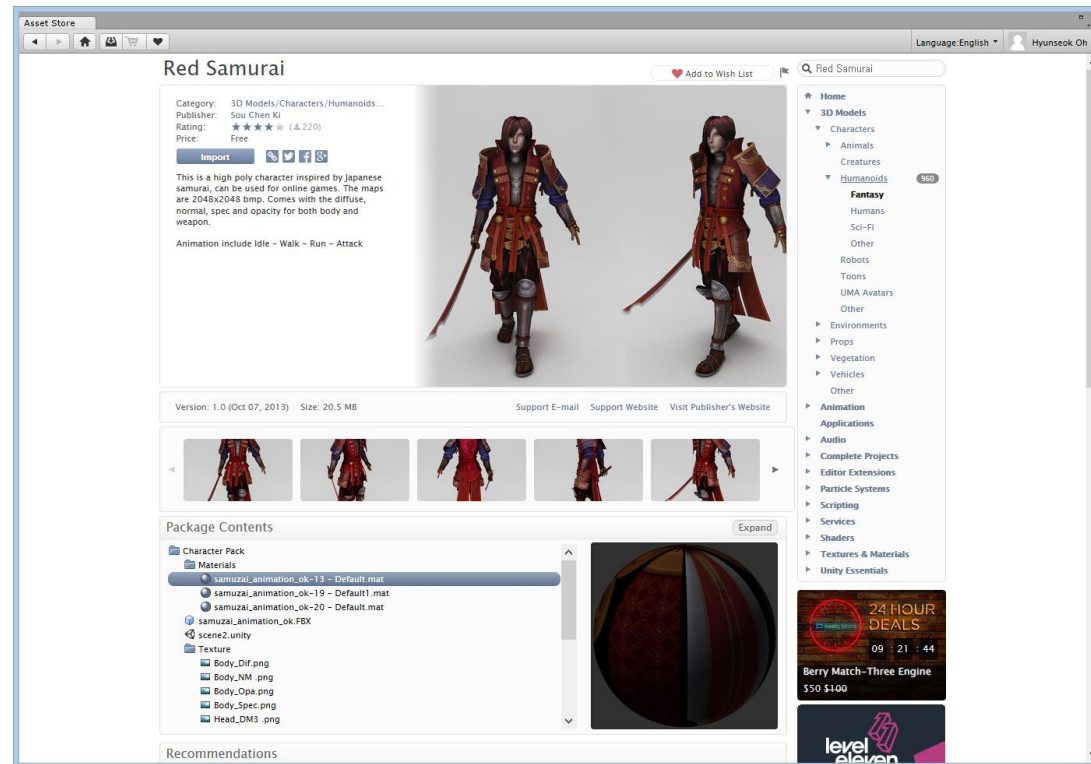 Asset Store
Language:English
Hyunseok Oh
Red Samurai
Add to Wish List
Red Samurai
Category: 3D Models/Characters/Humanoids...
Publisher: Sou Chen Ki
Rating: (220)
Price: Free
Import
This is a high poly character inspired by Japanese
samurai, can be used for online games. The maps
are 2048x2048 bmp. Comes with the diffuse,
normal, spec and opacity for both body and
weapon.
Animation include Idle - Walk - Run - Attack
Version: 1.0 (Oct 07, 2013) Size: 20.5 MB
Support E-mail Support Website Visit Publisher's Website
Package Contents
Expand
Character Pack
Materials
samuzai_animation_ok-13 - Default.mat
samuzai_animation_ok-19 - Default1.mat
samuzai_animation_ok-20 - Default.mat
samuzai_animation_ok.FBX
scene2.unity
Texture
Body_Dif.png
Body_NM .png
Body_Opa.png
Body_Spec.png
Head_DM3 .png
Recommendations
Home
3D Models
Characters
Animals
Creatures
Humanoids 960
Fantasy
Humans
Sci-Fi
Other
Robots
Toons
UMA Avatars
Other
Environments
Props
Vegetation
Vehicles
Other
Animation
Applications
Audio
Complete Projects
Editor Extensions
Particle Systems
Scripting
Services
Shaders
Textures & Materials
Unity Essentials
24 HOUR
DEALS
Asset Store
09 : 21 : 44
Berry Match-Three Engine
$50 $100
level
eleven